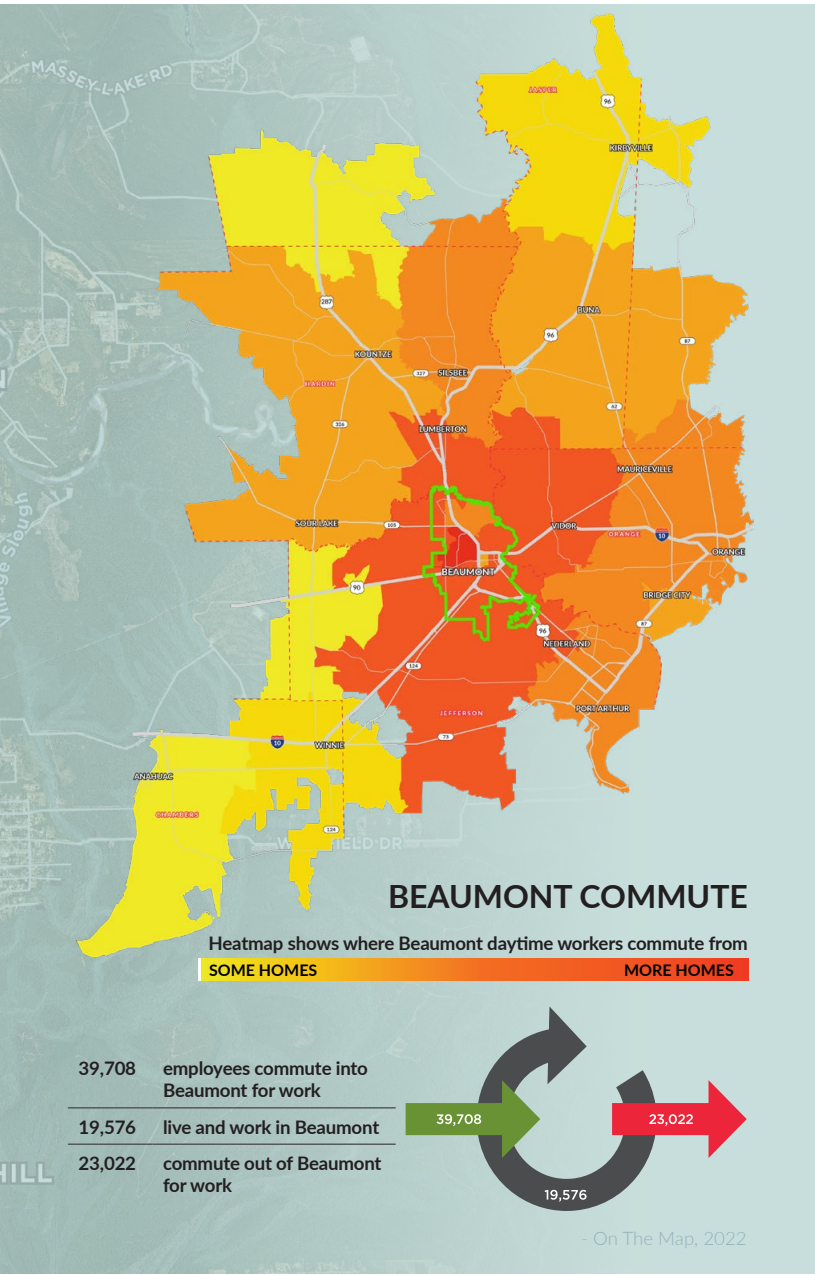 MASSEY-LAKE RD
JASPER
96
KIRBYVILLE
287
BUNA
96
87
KOUNTZE
327
SILSBEE
HARDIN
62
326
LUMBERTON
MAURICEVILLE
SOUR LAKE
105
VIDOR
ORANGE
10
ORANGE
Village Slough
BEAUMONT
90
BRIDGE CITY
87
96
NEDERLAND
124
PORT ARTHUR
JEFFERSON
73
10
WINNIE
ANAHUAC
CHAMBERS
124
FIELD DR
BEAUMONT COMMUTE
Heatmap shows where Beaumont daytime workers commute from
SOME HOMES
MORE HOMES
39,708 employees commute into
Beaumont for work
19,576 live and work in Beaumont
23,022 commute out of Beaumont
for work
39,708
23,022
19,576
HILL
- On The Map, 2022